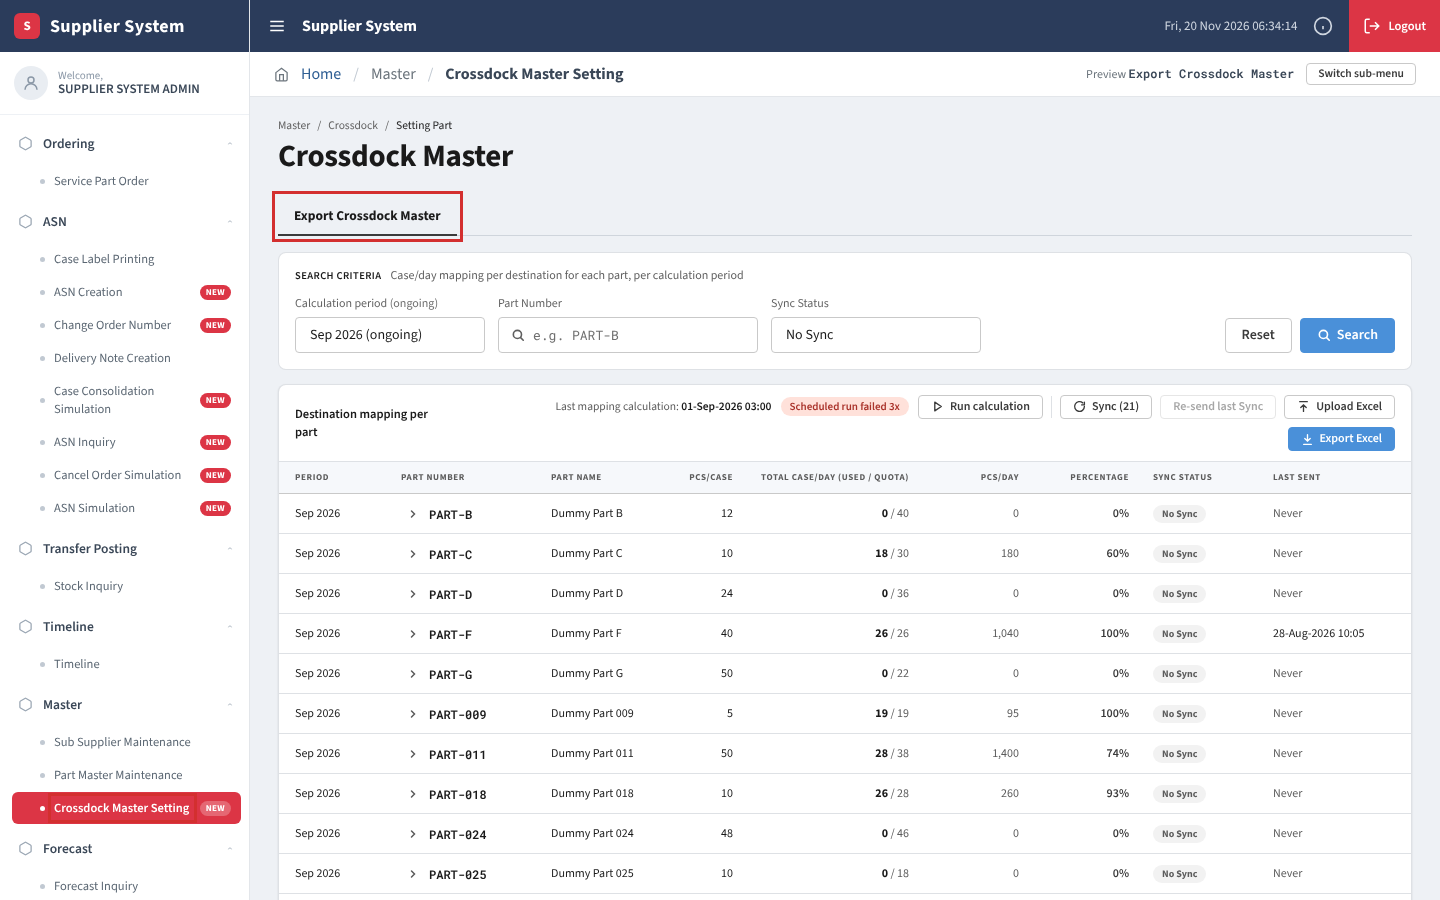 S Supplier System
Supplier System
Fri, 20 Nov 2026 06:34:14
Logout
Welcome,
SUPPLIER SYSTEM ADMIN
Home / Master / Crossdock Master Setting
Preview Export Crossdock Master
Switch sub-menu
Ordering
Service Part Order
ASN
Case Label Printing
ASN Creation NEW
Change Order Number NEW
Delivery Note Creation
Case Consolidation
Simulation NEW
ASN Inquiry NEW
Cancel Order Simulation NEW
ASN Simulation NEW
Transfer Posting
Stock Inquiry
Timeline
Timeline
Master
Sub Supplier Maintenance
Part Master Maintenance
Crossdock Master Setting NEW
Forecast
Forecast Inquiry
Master / Crossdock / Setting Part
Crossdock Master
Export Crossdock Master
SEARCH CRITERIA Case/day mapping per destination for each part, per calculation period
Calculation period (ongoing) Part Number Sync Status
Sep 2026 (ongoing) e.g. PART-B No Sync Reset Search
Destination mapping per
part
Last mapping calculation: 01-Sep-2026 03:00 Scheduled run failed 3x Run calculation Sync (21) Re-send last Sync Upload Excel
Export Excel
PERIOD PART NUMBER PART NAME PCS/CASE TOTAL CASE/DAY (USED / QUOTA) PCS/DAY PERCENTAGE SYNC STATUS LAST SENT
Sep 2026 PART-B Dummy Part B 12 0 / 40 0 0% No Sync Never
Sep 2026 PART-C Dummy Part C 10 18 / 30 180 60% No Sync Never
Sep 2026 PART-D Dummy Part D 24 0 / 36 0 0% No Sync Never
Sep 2026 PART-F Dummy Part F 40 26 / 26 1,040 100% No Sync 28-Aug-2026 10:05
Sep 2026 PART-G Dummy Part G 50 0 / 22 0 0% No Sync Never
Sep 2026 PART-009 Dummy Part 009 5 19 / 19 95 100% No Sync Never
Sep 2026 PART-011 Dummy Part 011 50 28 / 38 1,400 74% No Sync Never
Sep 2026 PART-018 Dummy Part 018 10 26 / 28 260 93% No Sync Never
Sep 2026 PART-024 Dummy Part 024 48 0 / 46 0 0% No Sync Never
Sep 2026 PART-025 Dummy Part 025 10 0 / 18 0 0% No Sync Never